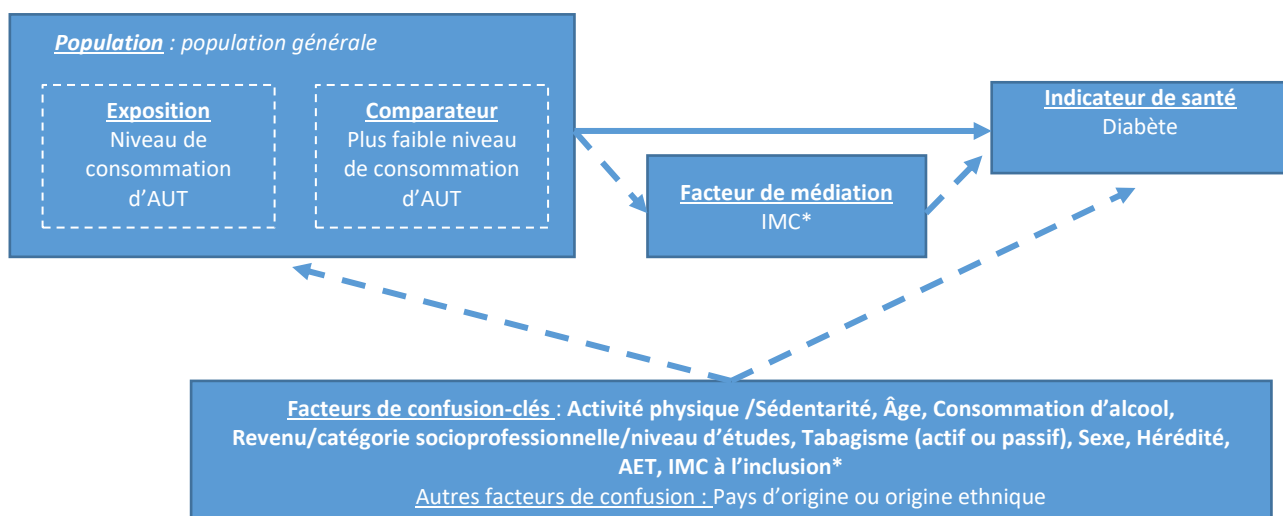 Population : population générale
Exposition
Niveau de
consommation
d'AUT
Comparateur
Plus faible niveau
de consommation
d'AUT
Facteur de médiation
IMC*
Indicateur de santé
Diabète
Facteurs de confusion-clés : Activité physique /Sédentarité, Âge, Consommation d'alcool,
Revenu/catégorie socioprofessionnelle/niveau d'études, Tabagisme (actif ou passif), Sexe, Hérédité,
AET, IMC à l'inclusion*
Autres facteurs de confusion : Pays d'origine ou origine ethnique